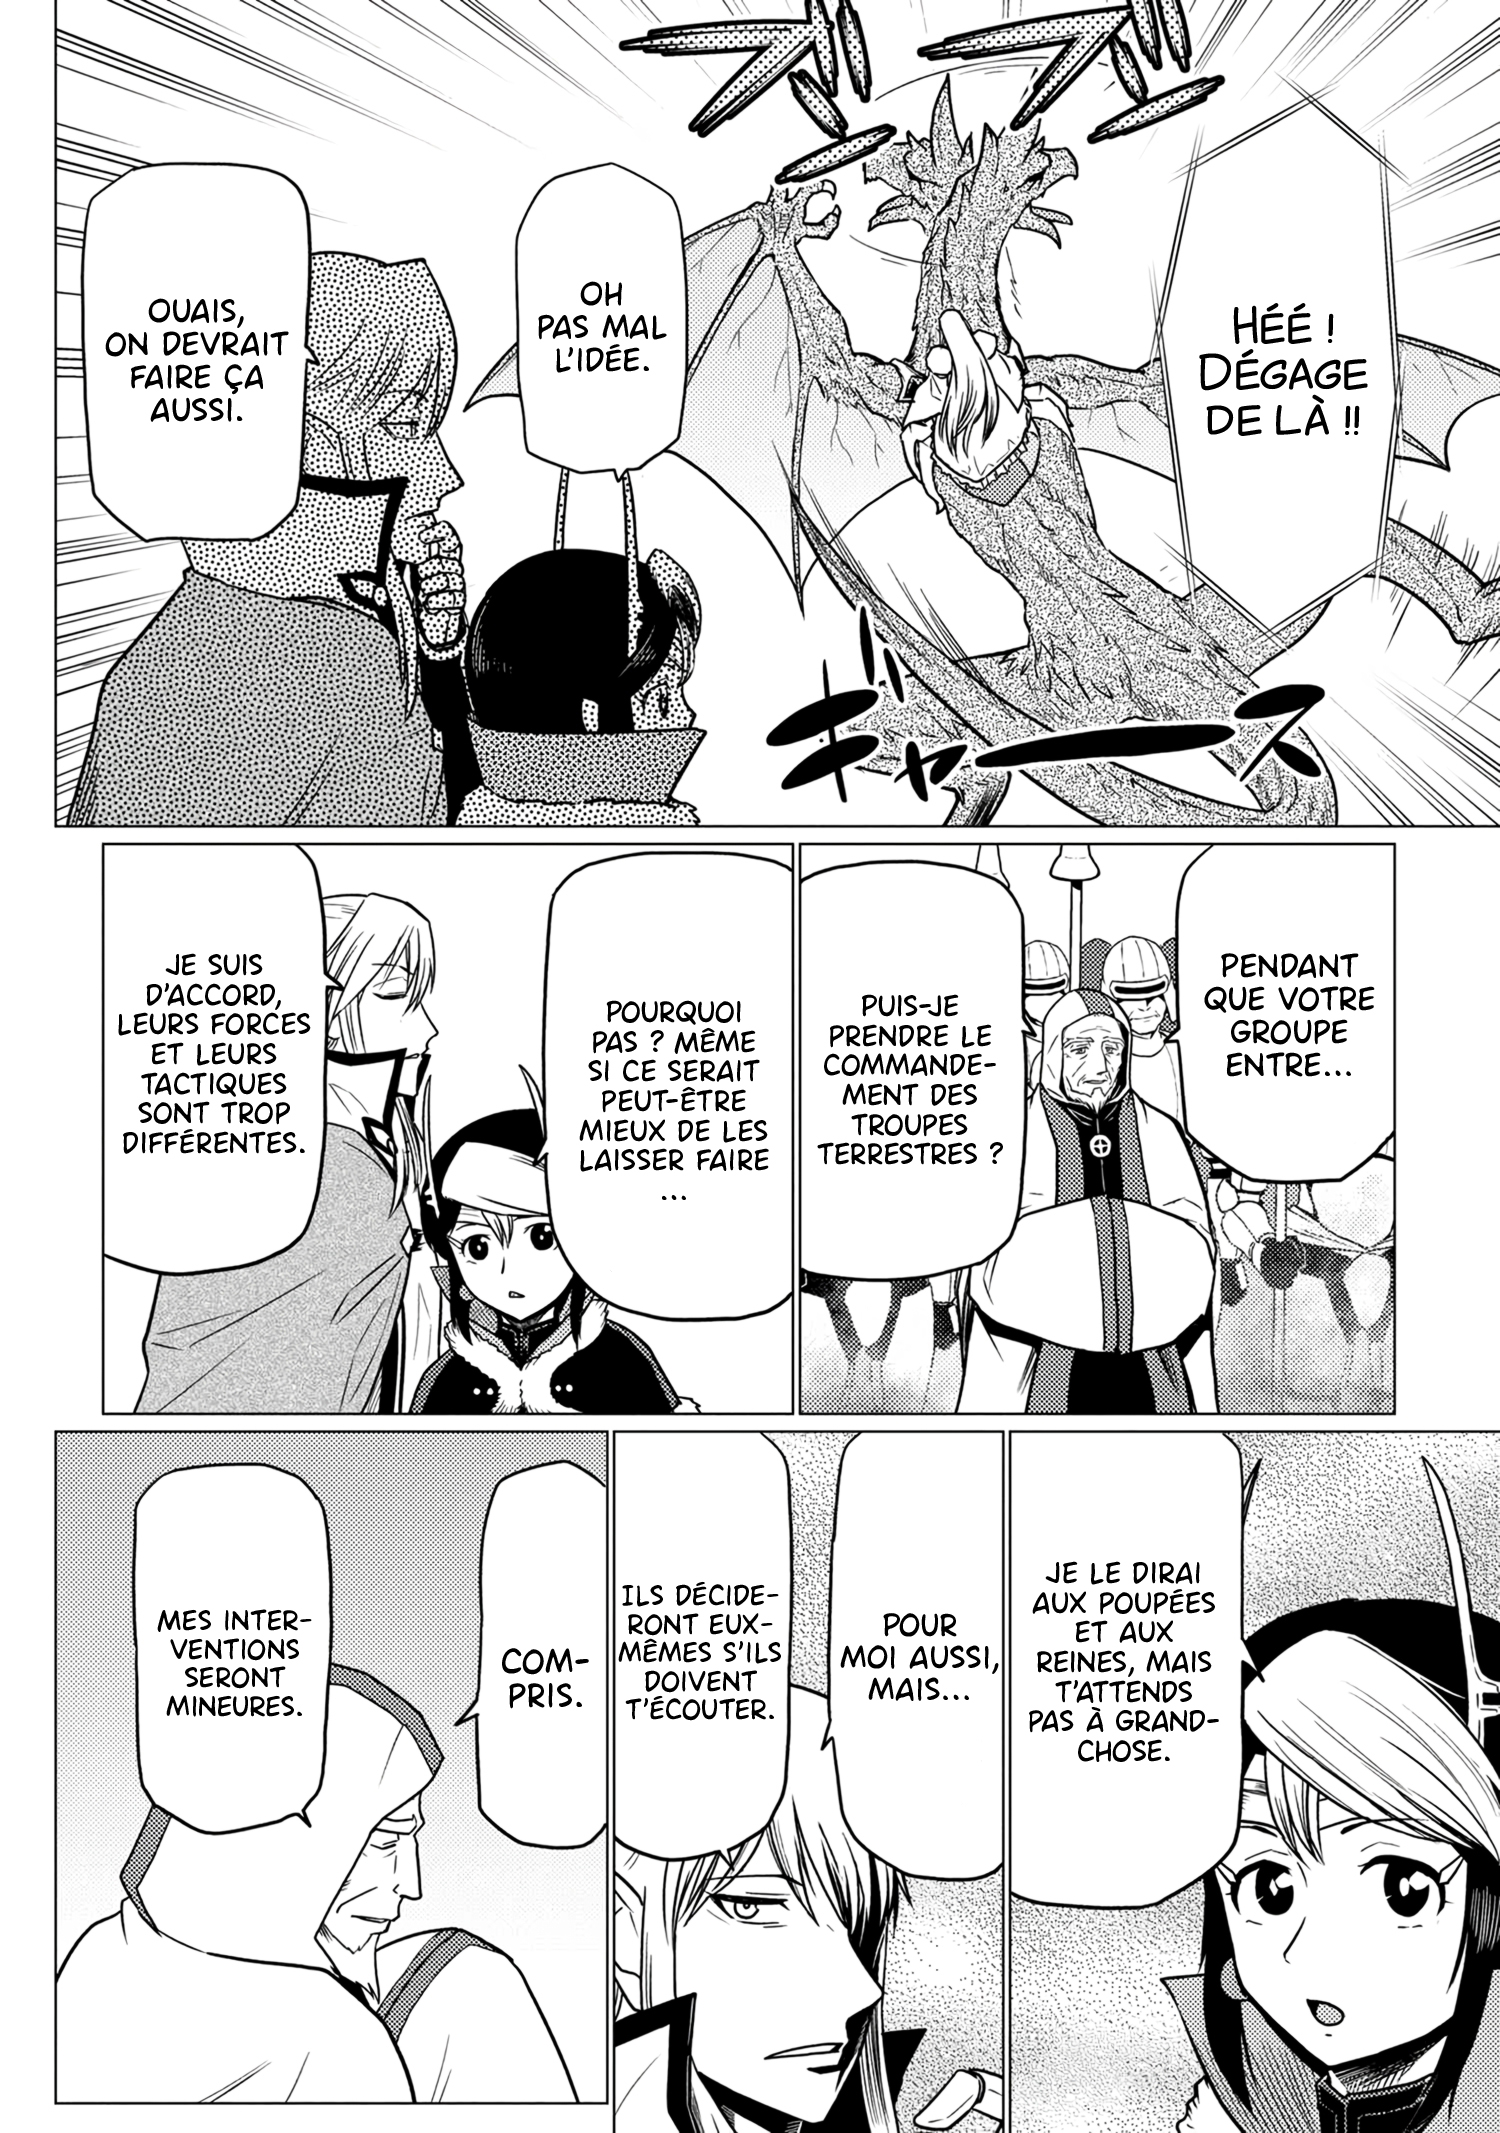 HÉÉ !
DÉGAGE
DE LÀ !!
OH
PAS MAL
L'IDÉE.
OUAIS,
ON DEVRAIT
FAIRE ÇA
AUSSI.
ギャーース
PENDANT
QUE VOTRE
GROUPE
ENTRE...
PUIS-JE
PRENDRE LE
COMMANDE-
MENT DES
TROUPES
TERRESTRES ?
POURQUOI
PAS ? MÊME
SI CE SERAIT
PEUT-ÊTRE
MIEUX DE LES
LAISSER FAIRE
...
JE SUIS
D'ACCORD,
LEURS FORCES
ET LEURS
TACTIQUES
SONT TROP
DIFFÉRENTES.
JE LE DIRAI
AUX POUPÉES
ET AUX
REINES, MAIS
T'ATTENDS
PAS À GRAND-
CHOSE.
POUR
MOI AUSSI,
MAIS...
ILS DÉCIDE-
RONT EUX-
MÊMES S'ILS
DOIVENT
T'ÉCOUTER.
COM-
PRIS.
MES INTER-
VENTIONS
SERONT
MINEURES.